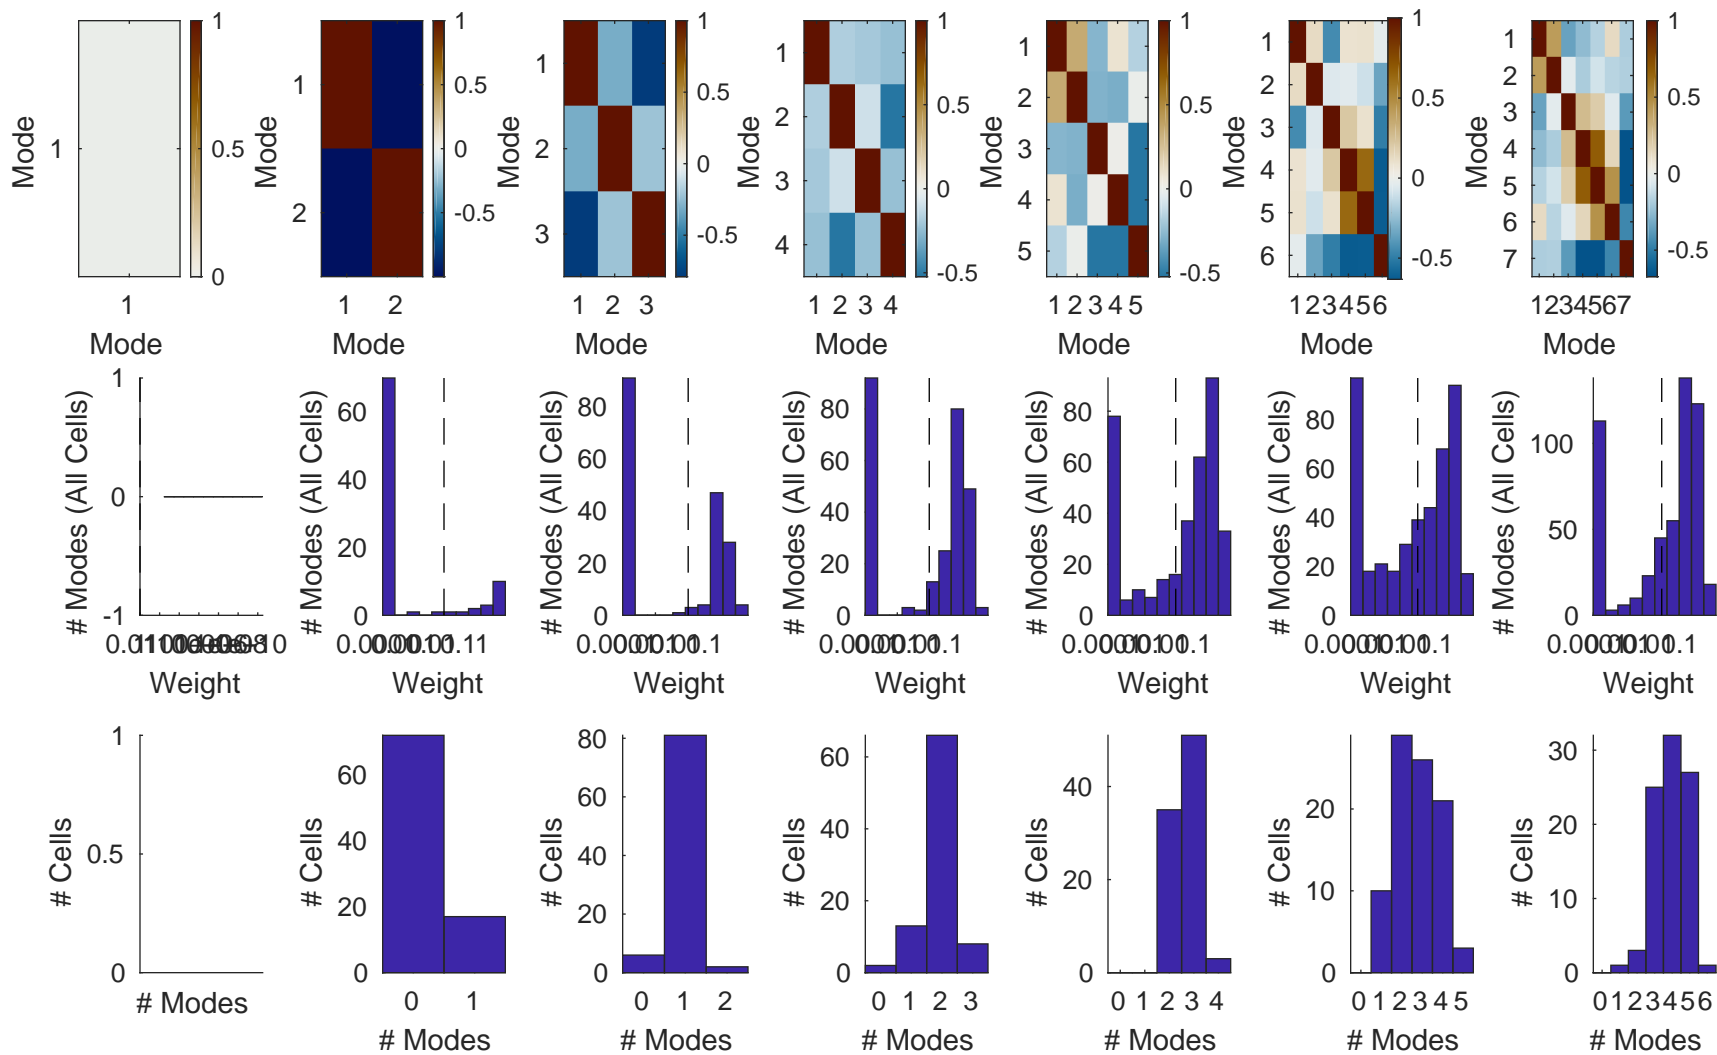 1
0.5
0
Mode
1
1
Mode
1
0.5
0
-0.5
Mode
1
2
1 2
Mode
1
0.5
0
-0.5
Mode
1
2
3
1 2 3
Mode
1
0.5
0
-0.5
Mode
1
2
3
4
1 2 3 4
Mode
1
0.5
0
-0.5
Mode
1
2
3
4
5
1 2 3 4 5
Mode
1
0.5
0
-0.5
Mode
1
2
3
4
5
6
123456
Mode
1
0.5
0
-0.5
Mode
1
2
3
4
5
6
7
1234567
Mode
# Modes (All Cells)
1
0
-1
Weight
# Modes (All Cells)
60
40
20
0
Weight
# Modes (All Cells)
80
60
40
20
0
Weight
# Modes (All Cells)
80
60
40
20
0
Weight
# Modes (All Cells)
80
60
40
20
0
Weight
# Modes (All Cells)
80
60
40
20
0
Weight
# Modes (All Cells)
100
50
0
Weight
# Cells
1
0.5
0
# Modes
# Cells
60
40
20
0
0 1
# Modes
# Cells
80
60
40
20
0
0 1 2
# Modes
# Cells
60
40
20
0
0 1 2 3
# Modes
# Cells
40
20
0
0 2 3 4
# Modes
# Cells
20
10
0
0 1 2 3 4 5
# Modes
# Cells
30
20
10
0
0 1 2 3 4 5 6
# Modes